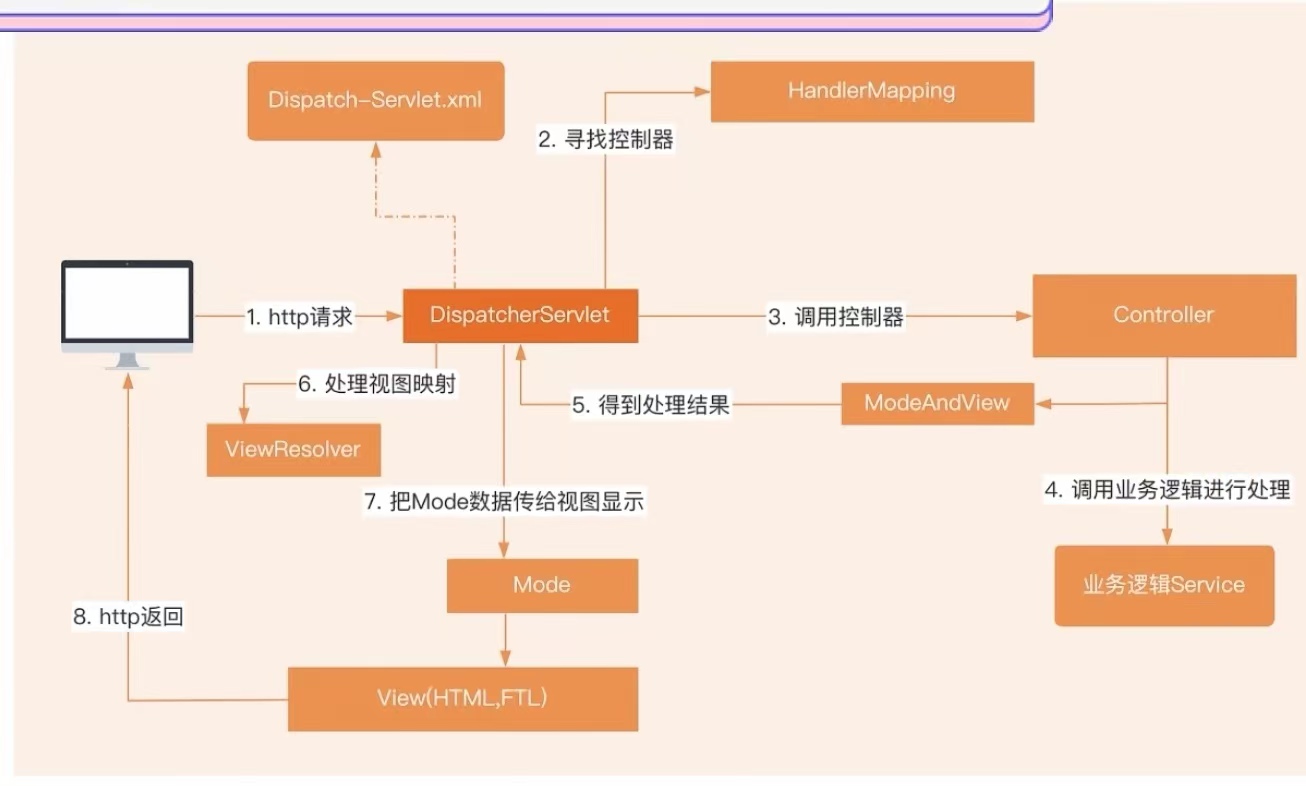 Dispatch-Servlet.xml
HandlerMapping
2. 寻找控制器
1. http请求
DispatcherServlet
3. 调用控制器
Controller
6. 处理视图映射
5. 得到处理结果
ModeAndView
ViewResolver
7. 把Mode数据传给视图显示
4. 调用业务逻辑进行处理
Mode
业务逻辑Service
8. http返回
View(HTML,FTL)